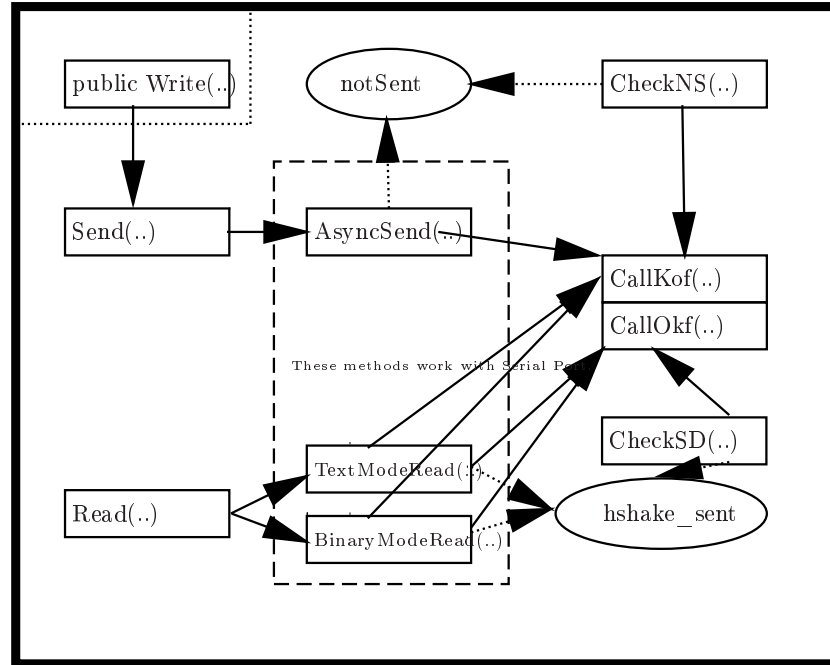 public Write(..)
notSent
CheckNS(..)
Send(..)
AsyncSend(..)
CallKof(..)
CallOkf(..)
These methods work with Serial Port.
TextModeRead(..)
CheckSD(..)
Read(..)
BinaryModeRead(..)
hshake_sent